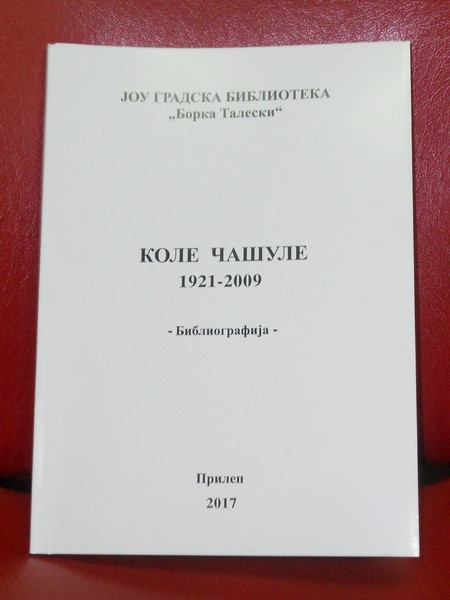 ЈОУ ГРАДСКА БИБЛИОТЕКА
„Борка Талески“
КОЛЕ ЧАШУЛЕ
1921-2009
- Библиографија -
Прилеп
2017